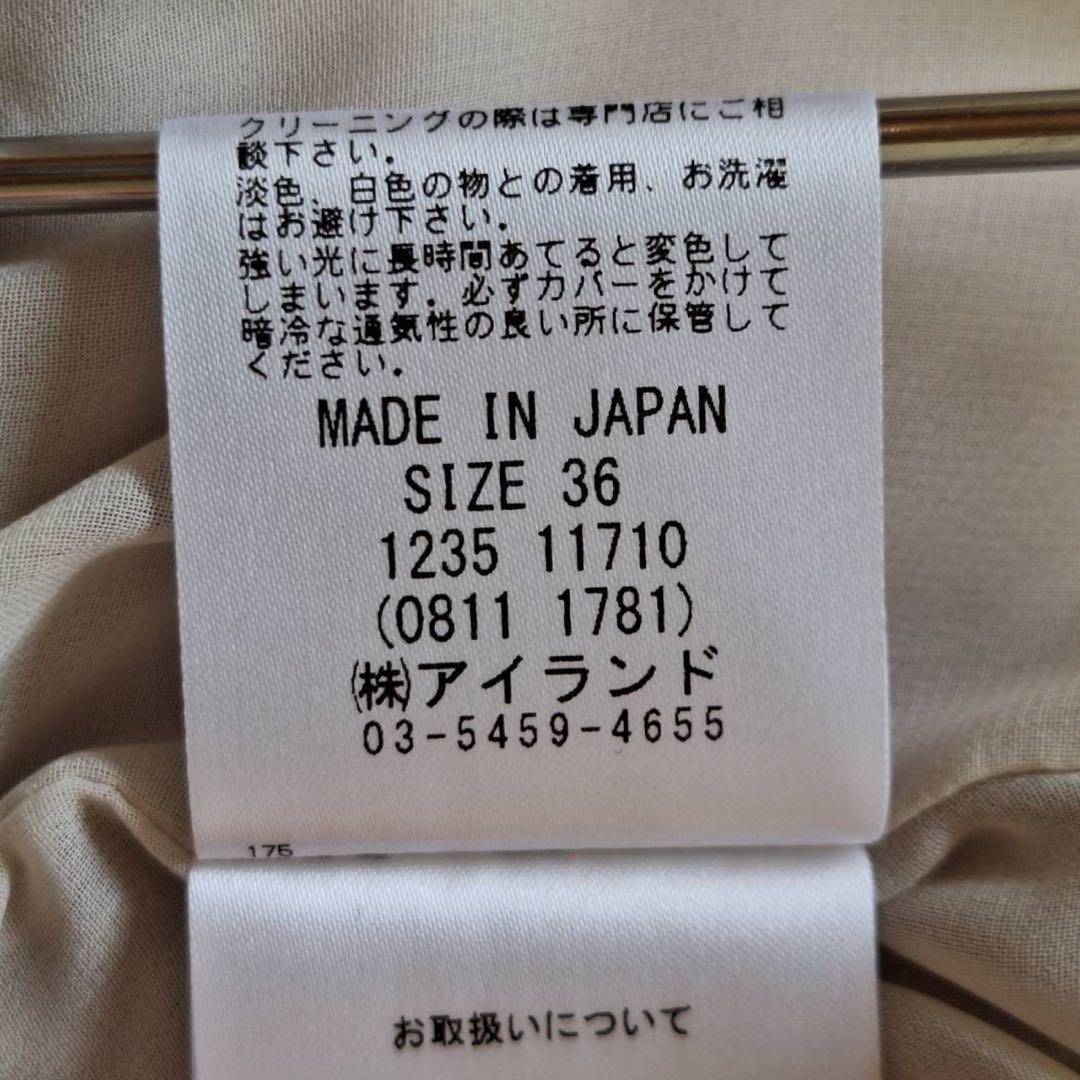 クリーニングの際は専門店にご相
談下さい.
淡色、白色の物との着用、お洗濯
はお避け下さい.
強い光に長時間あてると変色して
しまいます.必ずカバーをかけて
暗冷な通気性の良い所に保管して
ください.
MADE IN JAPAN
SIZE 36
1235 11710
(0811 1781)
㈱アイランド
03-5459-4655
175
お取扱いについて